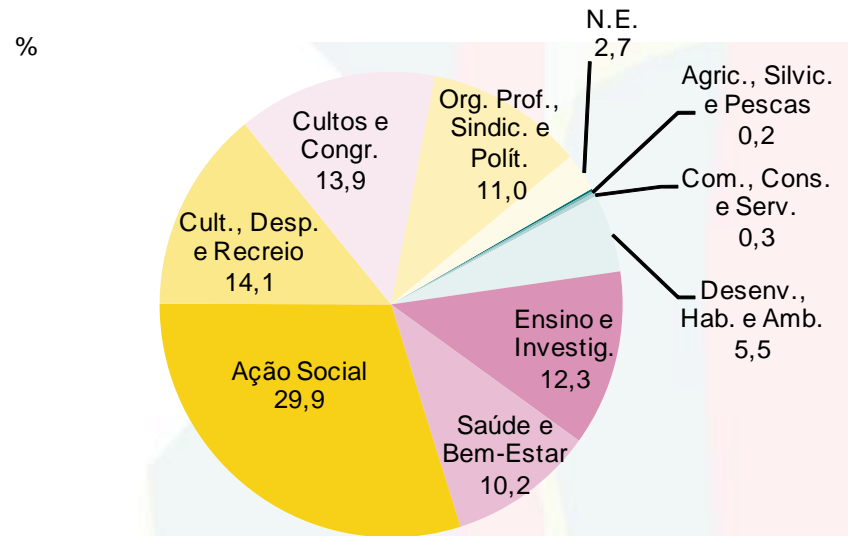 %
N.E.
2,7
Agric., Silvic.
e Pescas
0,2
Com., Cons.
e Serv.
0,3
Desenv.,
Hab. e Amb.
5,5
Ensino e
Investig.
12,3
Saúde e
Bem-Estar
10,2
Ação Social
29,9
Cult., Desp.
e Recreio
14,1
Cultos e
Congr.
13,9
Org. Prof.,
Sindic. e
Polít.
11,0